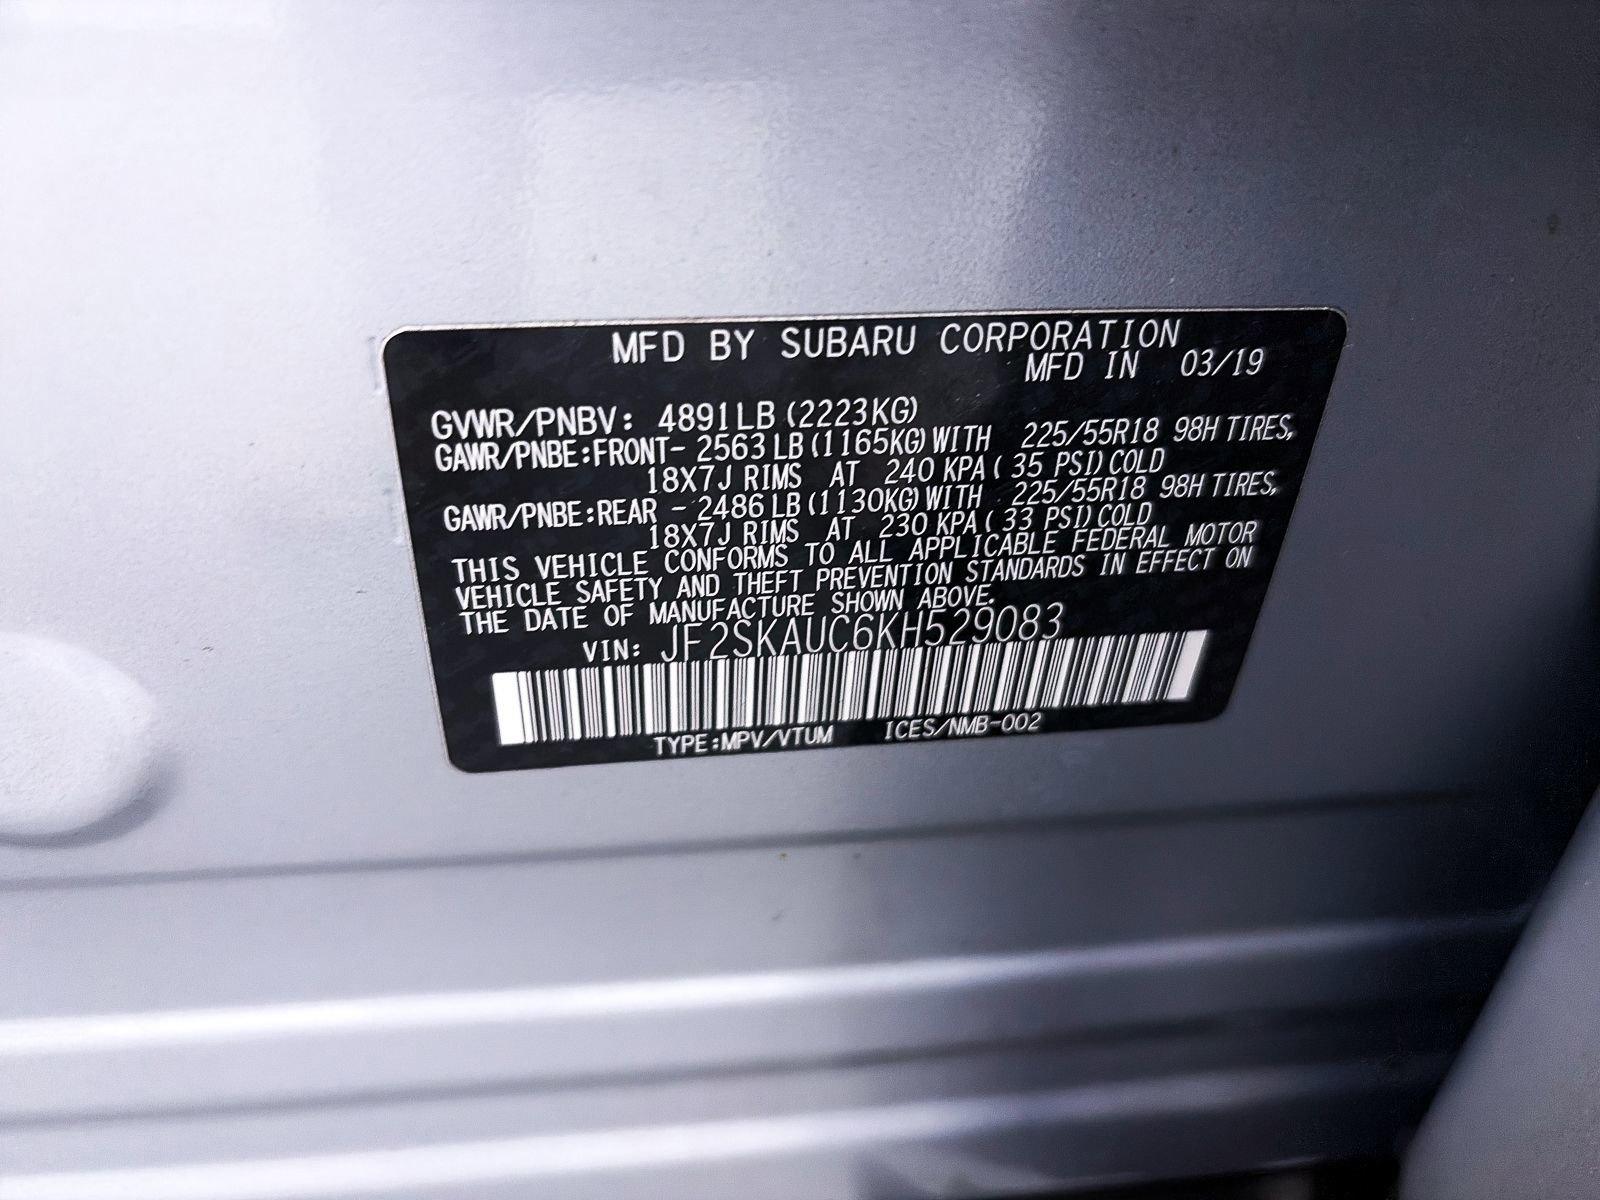 MFD BY SUBARU CORPORATION
MFD IN 03/19
GVWR/PNBV: 4891LB (2223KG)
GAWR/PNBE:FRONT- 2563LB (1165KG) WITH 225/55R18 98H TIRES,
18X7J RIMS AT 240 KPA ( 35 PSI) COLD
GAWR/PNBE:REAR - 2486LB (1130KG) WITH 225/55R18 98H TIRES,
18X7J RIMS AT 230 KPA ( 33 PSI) COLD
THIS VEHICLE CONFORMS TO ALL APPLICABLE FEDERAL MOTOR
VEHICLE SAFETY AND THEFT PREVENTION STANDARDS IN EFFECT ON
THE DATE OF MANUFACTURE SHOWN ABOVE.
VIN: JF2SKAUC6KH529083
TYPE:MPV/VTUM ICES/NMB-002